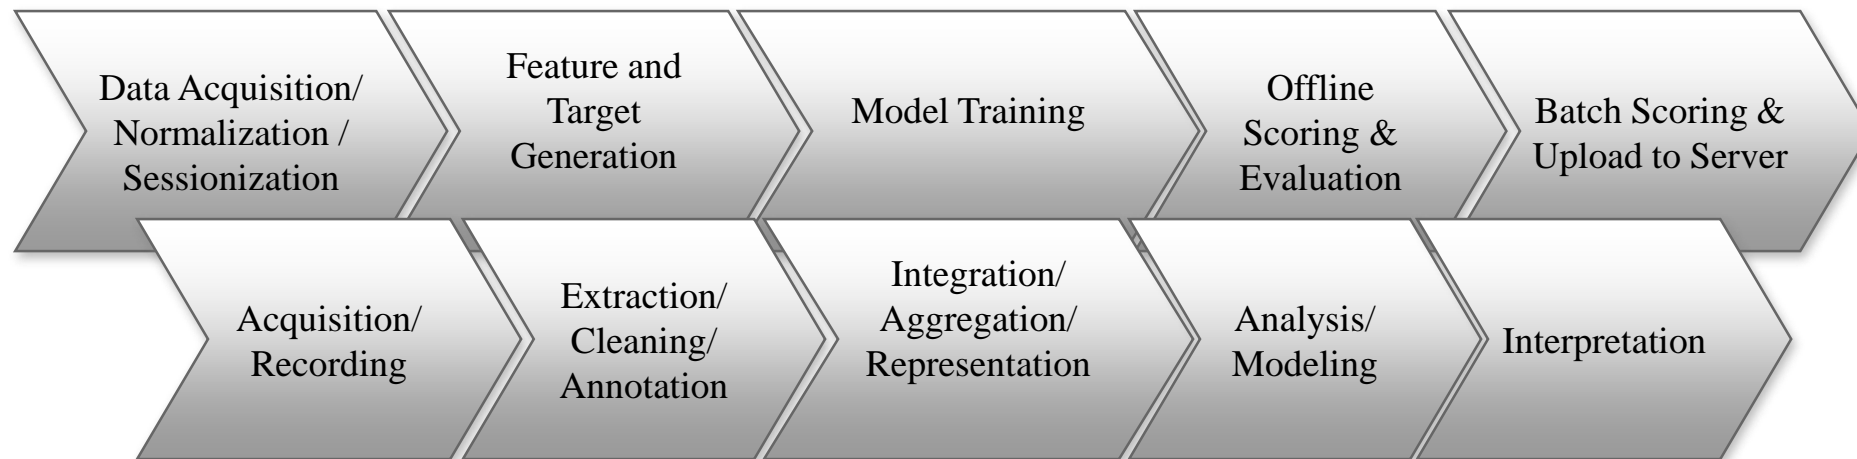 Data Acquisition/
Normalization /
Sessionization
Feature and
Target
Generation
Model Training
Offline
Scoring &
Evaluation
Batch Scoring &
Upload to Server
Acquisition/
Recording
Extraction/
Cleaning/
Annotation
Integration/
Aggregation/
Representation
Analysis/
Modeling
Interpretation